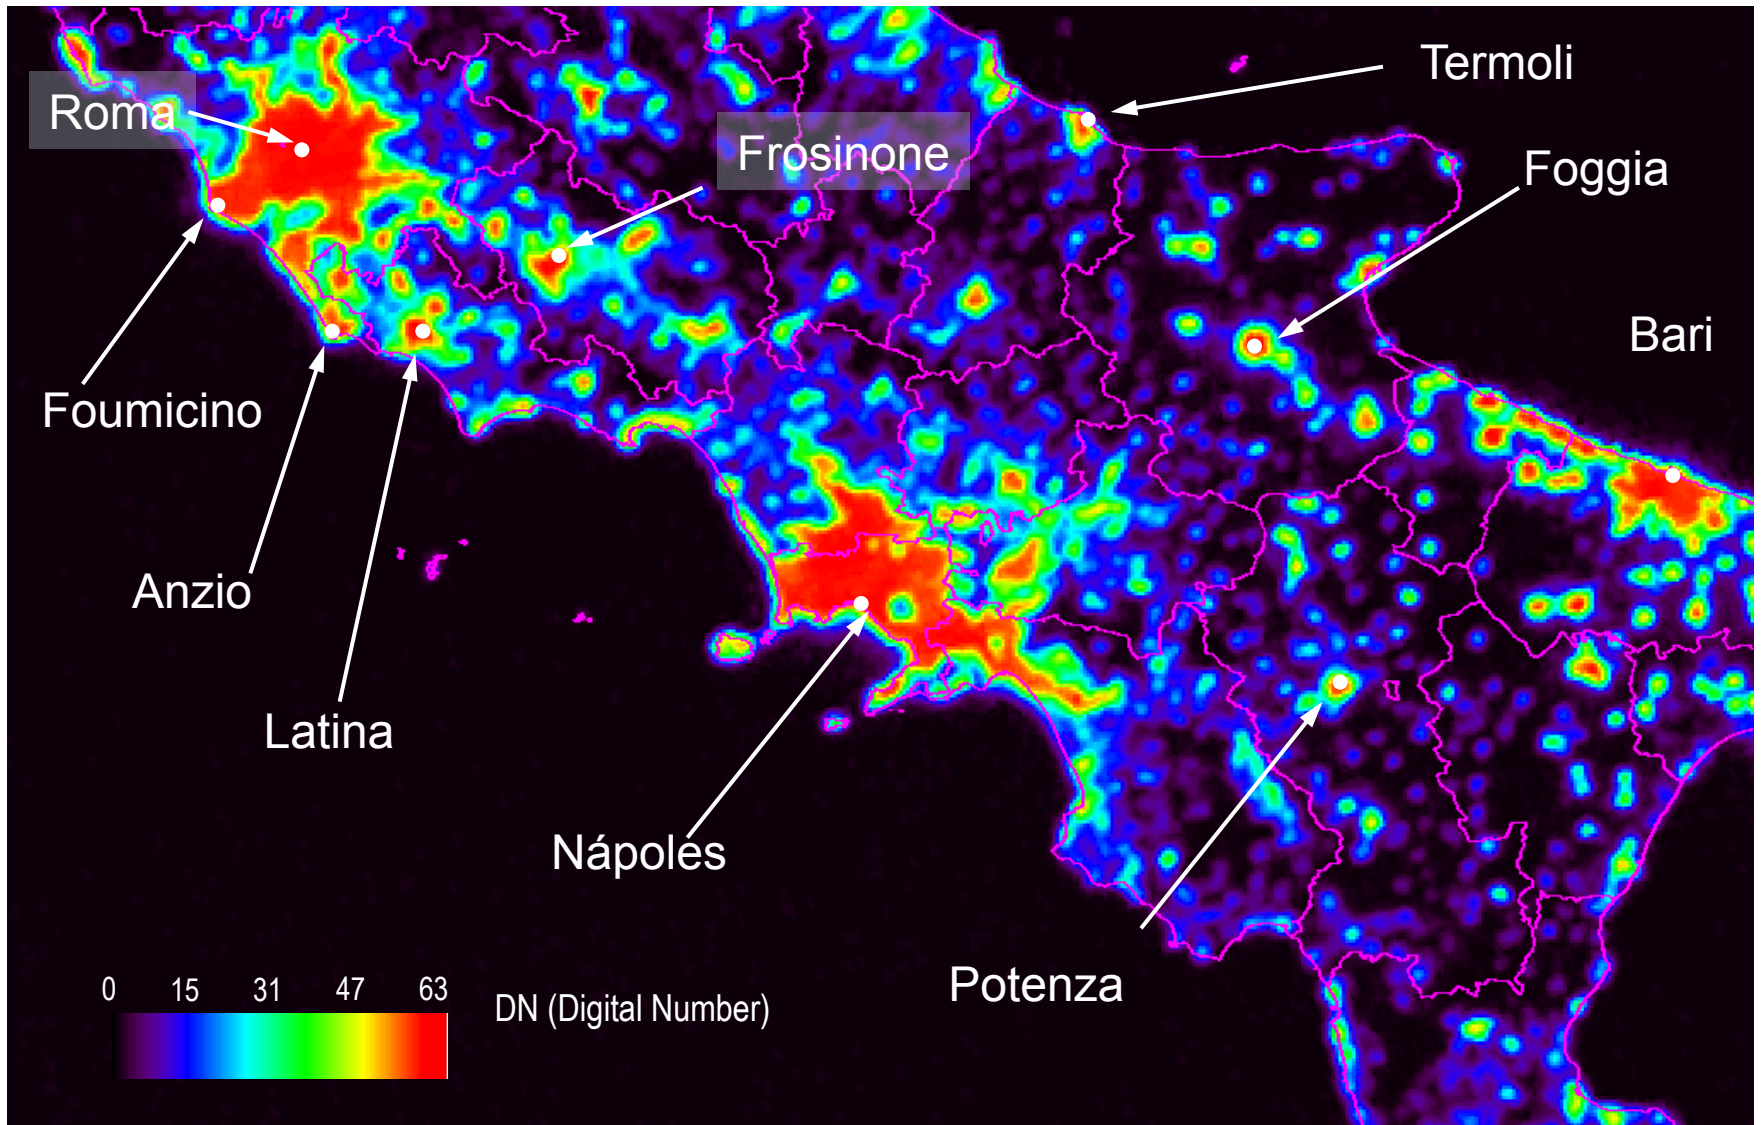 Termoli
Roma
Frosinone
Foggia
Bari
Foumicino
Anzio
Latina
Nápoles
Potenza
0 15 31 47 63
DN (Digital Number)